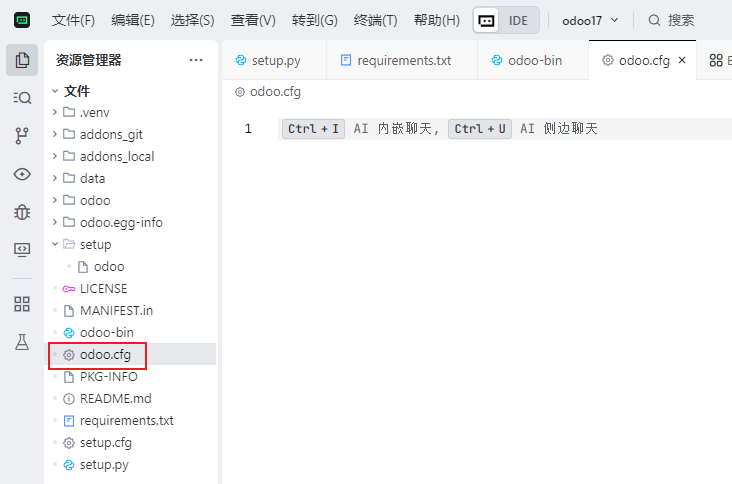 文件(F) 编辑(E) 选择(S) 查看(V) 转到(G) 终端(T) 帮助(H) IDE odoo17 搜索
资源管理器 ···
setup.py requirements.txt odoo-bin odoo.cfg
文件
odoo.cfg
.venv
1 Ctrl + I AI 内嵌聊天, Ctrl + U AI 侧边聊天
addons_git
addons_local
data
odoo
odoo.egg-info
setup
odoo
LICENSE
MANIFEST.in
odoo-bin
odoo.cfg
PKG-INFO
README.md
requirements.txt
setup.cfg
setup.py